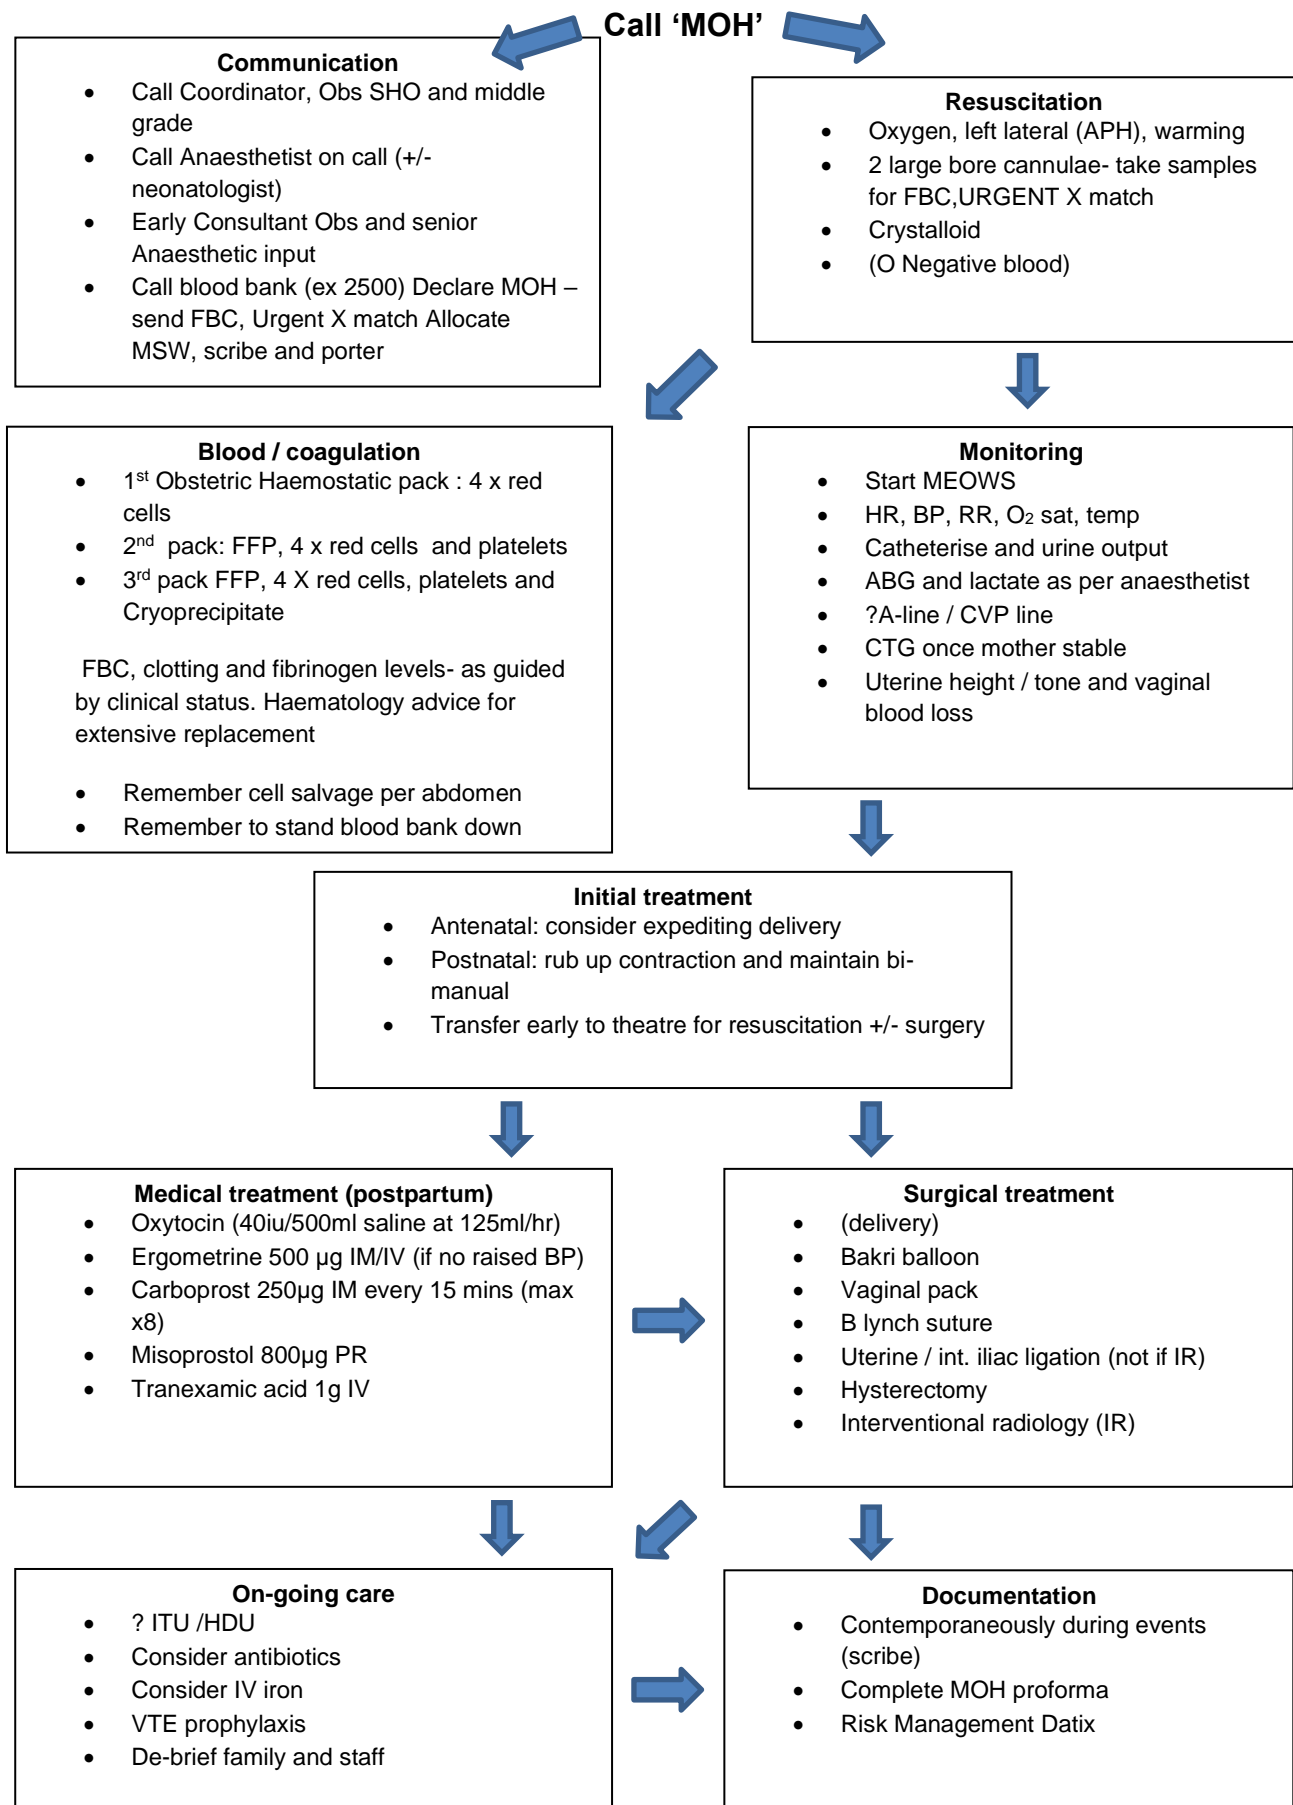 Call ‘MOH’
Communication
• Call Coordinator, Obs SHO and middle
grade
• Call Anaesthetist on call (+/-
neonatologist)
• Early Consultant Obs and senior
Anaesthetic input
• Call blood bank (ex 2500) Declare MOH –
send FBC, Urgent X match Allocate
MSW, scribe and porter
Resuscitation
• Oxygen, left lateral (APH), warming
• 2 large bore cannulae- take samples
for FBC,URGENT X match
• Crystalloid
• (O Negative blood)
Blood / coagulation
• 1st Obstetric Haemostatic pack : 4 x red
cells
• 2nd pack: FFP, 4 x red cells and platelets
• 3rd pack FFP, 4 X red cells, platelets and
Cryoprecipitate
FBC, clotting and fibrinogen levels- as guided
by clinical status. Haematology advice for
extensive replacement
• Remember cell salvage per abdomen
• Remember to stand blood bank down
Monitoring
• Start MEOWS
• HR, BP, RR, O2 sat, temp
• Catheterise and urine output
• ABG and lactate as per anaesthetist
• ?A-line / CVP line
• CTG once mother stable
• Uterine height / tone and vaginal
blood loss
Initial treatment
• Antenatal: consider expediting delivery
• Postnatal: rub up contraction and maintain bi-
manual
• Transfer early to theatre for resuscitation +/- surgery
Medical treatment (postpartum)
• Oxytocin (40iu/500ml saline at 125ml/hr)
• Ergometrine 500 µg IM/IV (if no raised BP)
• Carboprost 250µg IM every 15 mins (max
x8)
• Misoprostol 800µg PR
• Tranexamic acid 1g IV
Surgical treatment
• (delivery)
• Bakri balloon
• Vaginal pack
• B lynch suture
• Uterine / int. iliac ligation (not if IR)
• Hysterectomy
• Interventional radiology (IR)
On-going care
• ? ITU /HDU
• Consider antibiotics
• Consider IV iron
• VTE prophylaxis
• De-brief family and staff
Documentation
• Contemporaneously during events
(scribe)
• Complete MOH proforma
• Risk Management Datix